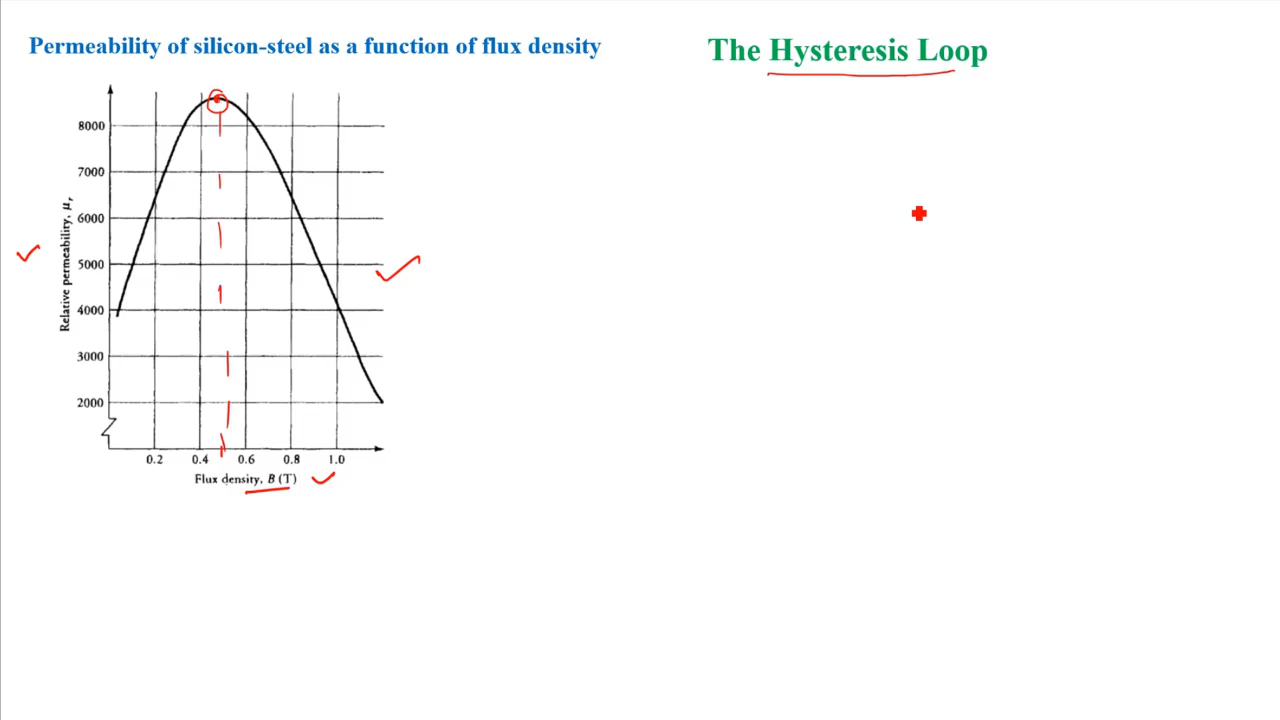 Permeability of silicon-steel as a function of flux density
The Hysteresis Loop
8000
7000
6000
5000
4000
3000
2000
Relative permeability, μr
0.2 0.4 0.6 0.8 1.0
Flux density, B (T)